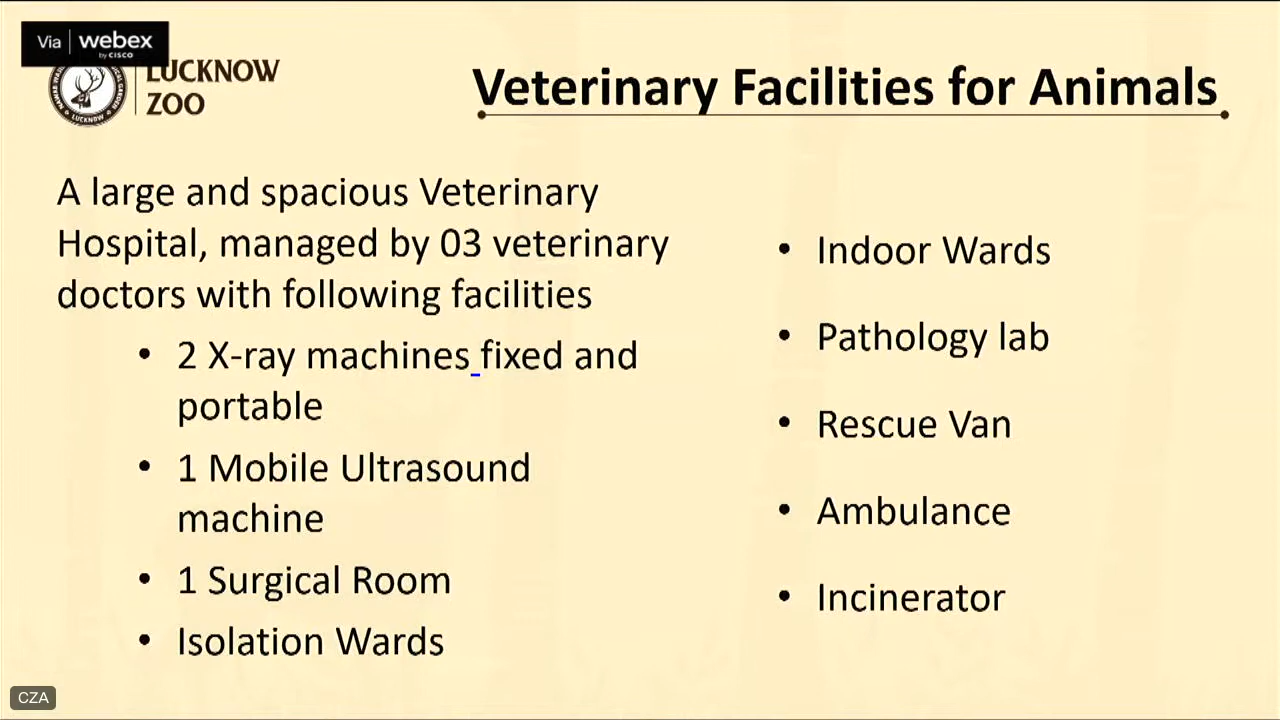 Via webex
by CISCO
LUCKNOW
ZOO
LUCKNOW
Veterinary Facilities for Animals
A large and spacious Veterinary
Hospital, managed by 03 veterinary
doctors with following facilities
• 2 X-ray machines fixed and
portable
• 1 Mobile Ultrasound
machine
• 1 Surgical Room
• Isolation Wards
• Indoor Wards
• Pathology lab
• Rescue Van
• Ambulance
• Incinerator
CZA